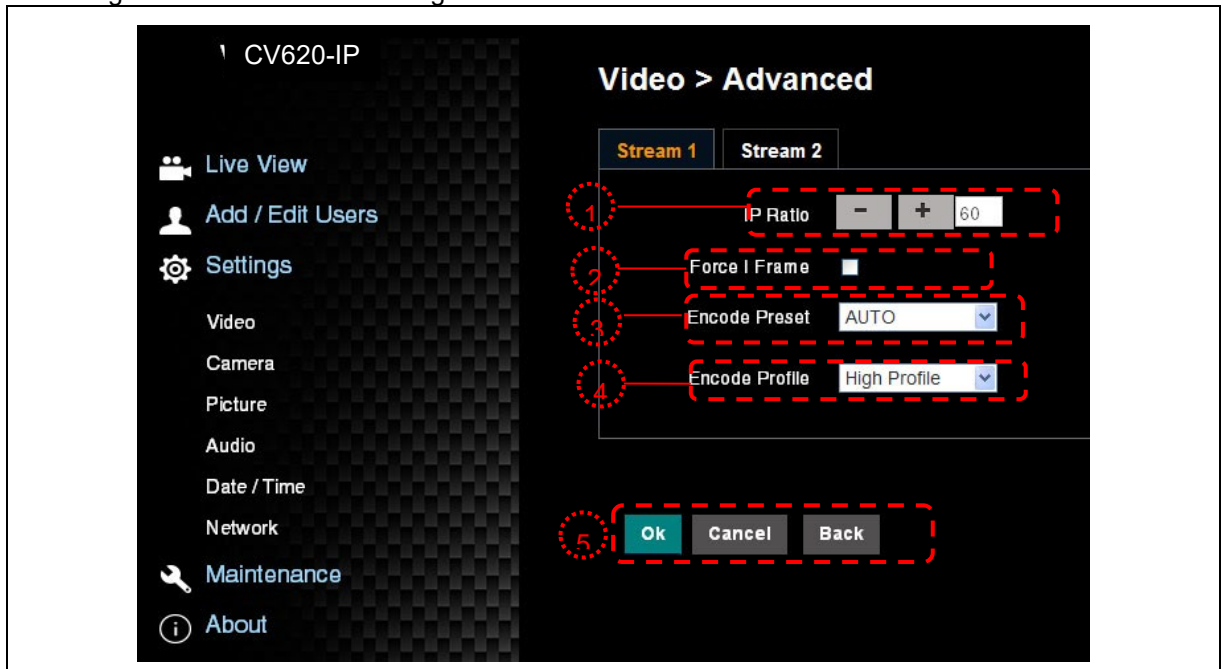 CV620-IP
Live View
Add / Edit Users
Settings
Video
Camera
Picture
Audio
Date / Time
Network
Maintenance
About
Video > Advanced
Stream 1 Stream 2
1 IP Ratio - + 60
2 Force I Frame
3 Encode Preset AUTO
4 Encode Profile High Profile
5 Ok Cancel Back